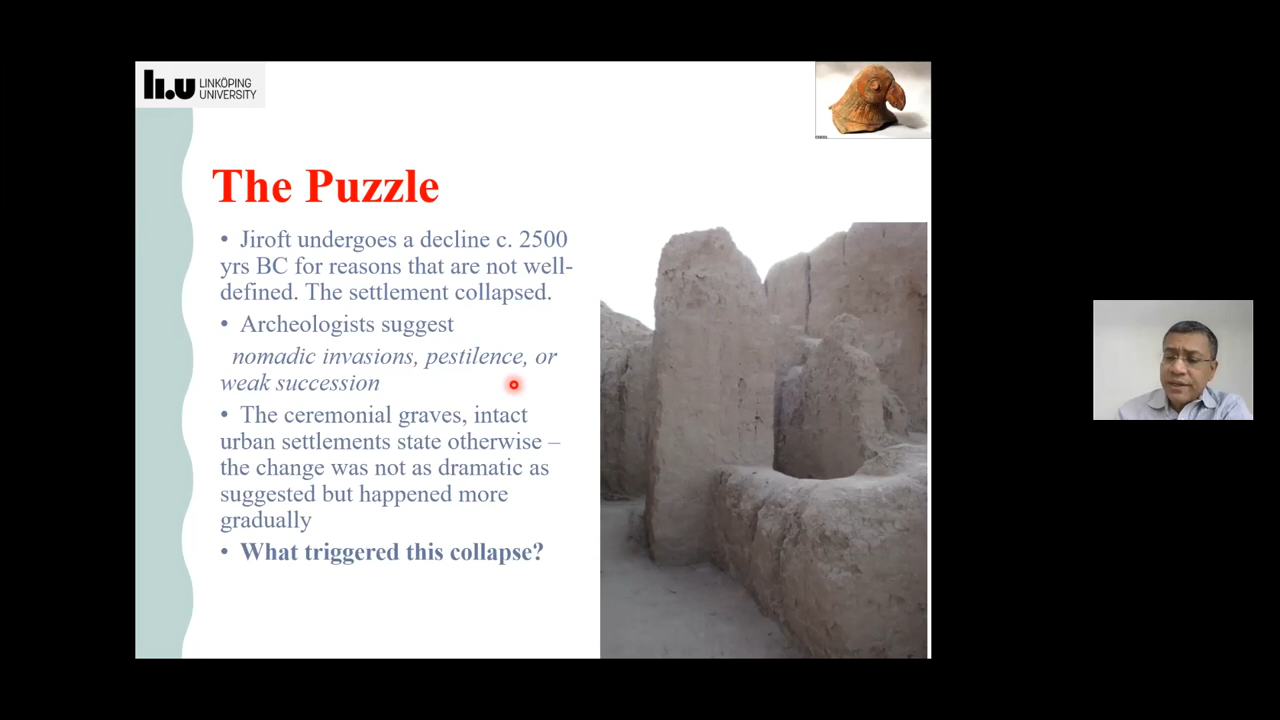 li.u LINKÖPING
UNIVERSITY
The Puzzle
• Jiroft undergoes a decline c. 2500
yrs BC for reasons that are not well-
defined. The settlement collapsed.
• Archeologists suggest
nomadic invasions, pestilence, or
weak succession
• The ceremonial graves, intact
urban settlements state otherwise –
the change was not as dramatic as
suggested but happened more
gradually
• What triggered this collapse?